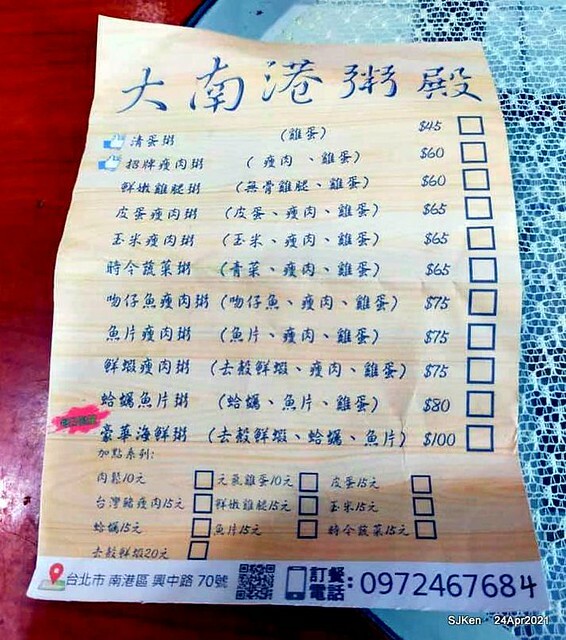 大南港粥殿
清蛋粥 (雞蛋) $45
招牌瘦肉粥 (瘦肉、雞蛋) $60
鮮嫩雞腿粥 (無骨雞腿、雞蛋) $60
皮蛋瘦肉粥 (皮蛋、瘦肉、雞蛋) $65
玉米瘦肉粥 (玉米、瘦肉、雞蛋) $65
時令蔬菜粥 (青菜、瘦肉、雞蛋) $65
吻仔魚瘦肉粥 (吻仔魚、瘦肉、雞蛋) $75
魚片瘦肉粥 (魚片、瘦肉、雞蛋) $75
鮮蝦瘦肉粥 (去殼鮮蝦、瘦肉、雞蛋) $75
蛤蠣魚片粥 (蛤蠣、魚片、雞蛋) $80
豪華海鮮粥 (去殼鮮蝦、蛤蠣、魚片) $100
加點系列:
肉鬆10元 元氣雞蛋10元 皮蛋15元
台灣豬瘦肉15元 鮮嫩雞腿15元 玉米15元
蛤蠣15元 魚片15元 時令蔬菜15元
去殼鮮蝦20元
台北市 南港區 興中路 70號 訂餐電話: 0972467684
SJKen 24Apr2021